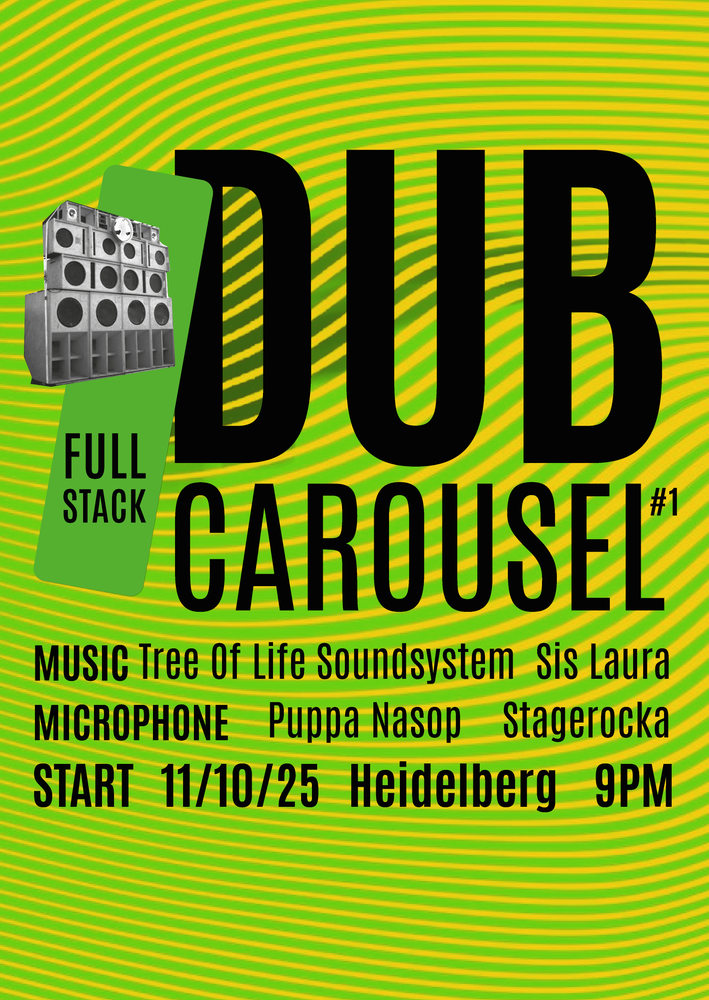 DUB
FULL
STACK
CAROUSEL#1
MUSIC Tree Of Life Soundsystem Sis Laura
MICROPHONE Puppa Nasop Stagerocka
START 11/10/25 Heidelberg 9PM